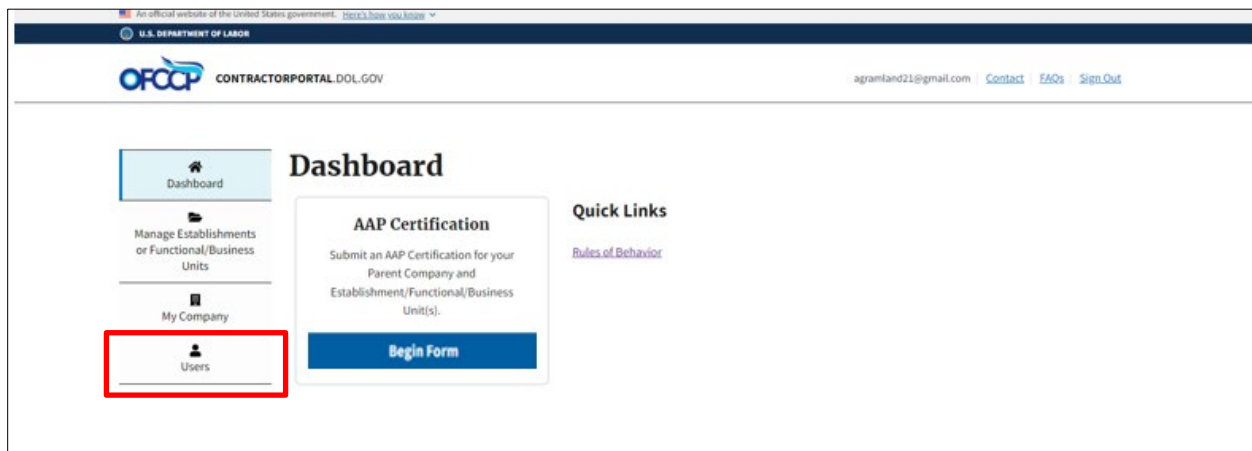 An official website of the United States government. Here's how you know
U.S. DEPARTMENT OF LABOR
OFCCP CONTRACTORPORTAL.DOL.GOV
agramland21@gmail.com Contact FAQs Sign Out
Dashboard
Manage Establishments
or Functional/Business
Units
My Company
Users
Dashboard
AAP Certification
Submit an AAP Certification for your
Parent Company and
Establishment/Functional/Business
Unit(s).
Begin Form
Quick Links
Rules of Behavior